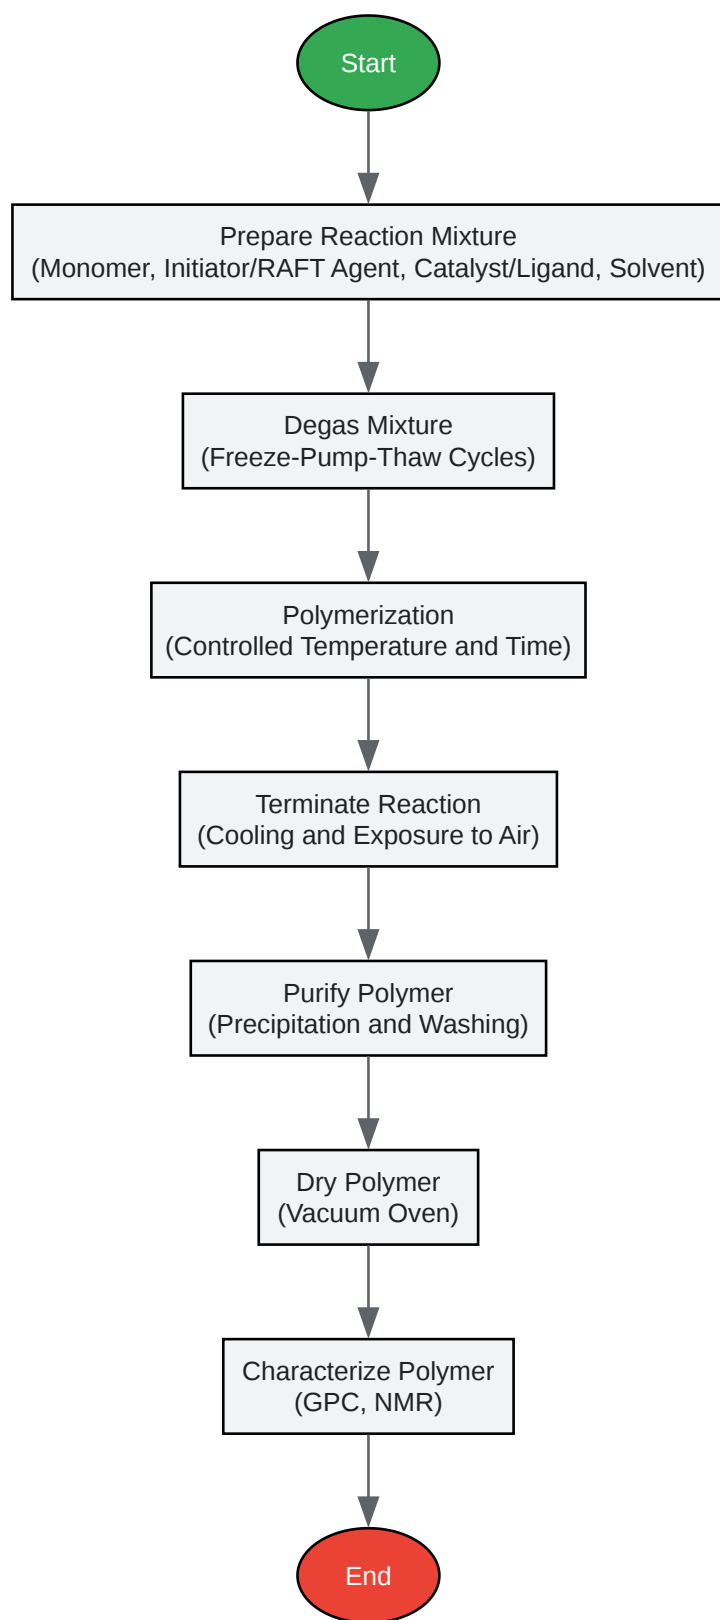 Start
Prepare Reaction Mixture
(Monomer, Initiator/RAFT Agent, Catalyst/Ligand, Solvent)
Degas Mixture
(Freeze-Pump-Thaw Cycles)
Polymerization
(Controlled Temperature and Time)
Terminate Reaction
(Cooling and Exposure to Air)
Purify Polymer
(Precipitation and Washing)
Dry Polymer
(Vacuum Oven)
Characterize Polymer
(GPC, NMR)
End